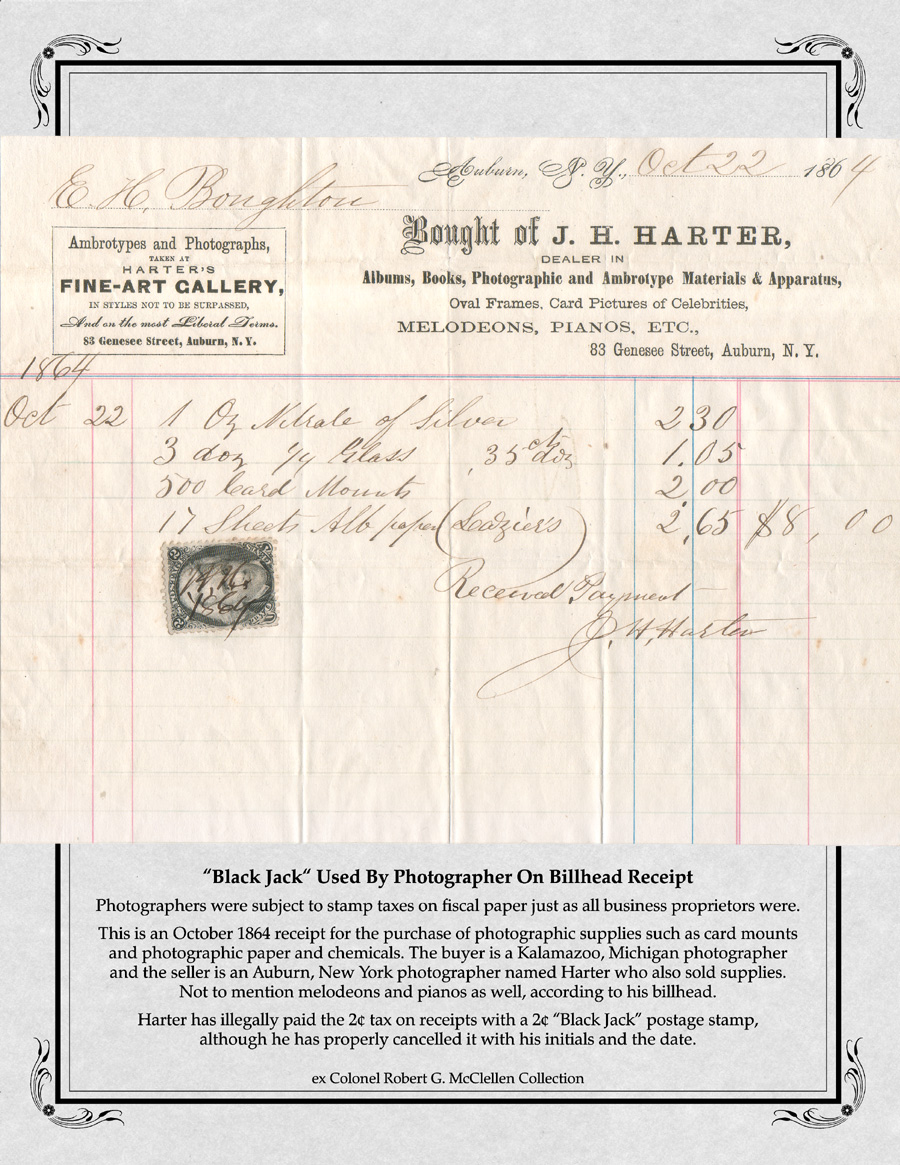 Auburn, N. Y., Oct 22 1864
E. H. Boughton
Bought of J. H. HARTER,
DEALER IN
Albums, Books, Photographic and Ambrotype Materials & Apparatus,
Oval Frames, Card Pictures of Celebrities,
MELODEONS, PIANOS, ETC.,
83 Genesee Street, Auburn, N. Y.
Ambrotypes and Photographs,
TAKEN AT
HARTER'S
FINE-ART GALLERY,
IN STYLES NOT TO BE SURPASSED,
And on the most Liberal Terms.
83 Genesee Street, Auburn, N. Y.
1864
Oct 22 1 Oz Nitrate of Silver 2 30
3 doz 1/4 Glass 35 ct doz 1.05
500 Card Mounts 2.00
17 Sheets Alb paper 2,65 $8,00
1864
Received Payment
J. H. Harter
“Black Jack“ Used By Photographer On Billhead Receipt
Photographers were subject to stamp taxes on fiscal paper just as all business proprietors were.
This is an October 1864 receipt for the purchase of photographic supplies such as card mounts
and photographic paper and chemicals. The buyer is a Kalamazoo, Michigan photographer
and the seller is an Auburn, New York photographer named Harter who also sold supplies.
Not to mention melodeons and pianos as well, according to his billhead.
Harter has illegally paid the 2¢ tax on receipts with a 2¢ “Black Jack” postage stamp,
although he has properly cancelled it with his initials and the date.
ex Colonel Robert G. McClellen Collection